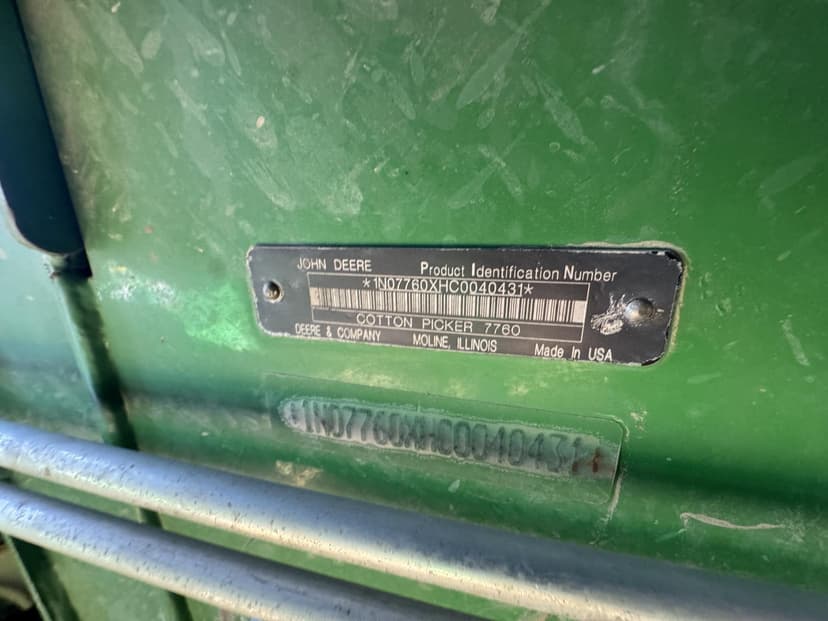 JOHN DEERE Product Identification Number
*1N07760XHC0040431*
COTTON PICKER 7760
DEERE & COMPANY MOLINE, ILLINOIS Made in USA
*1N07760XHC0040431*